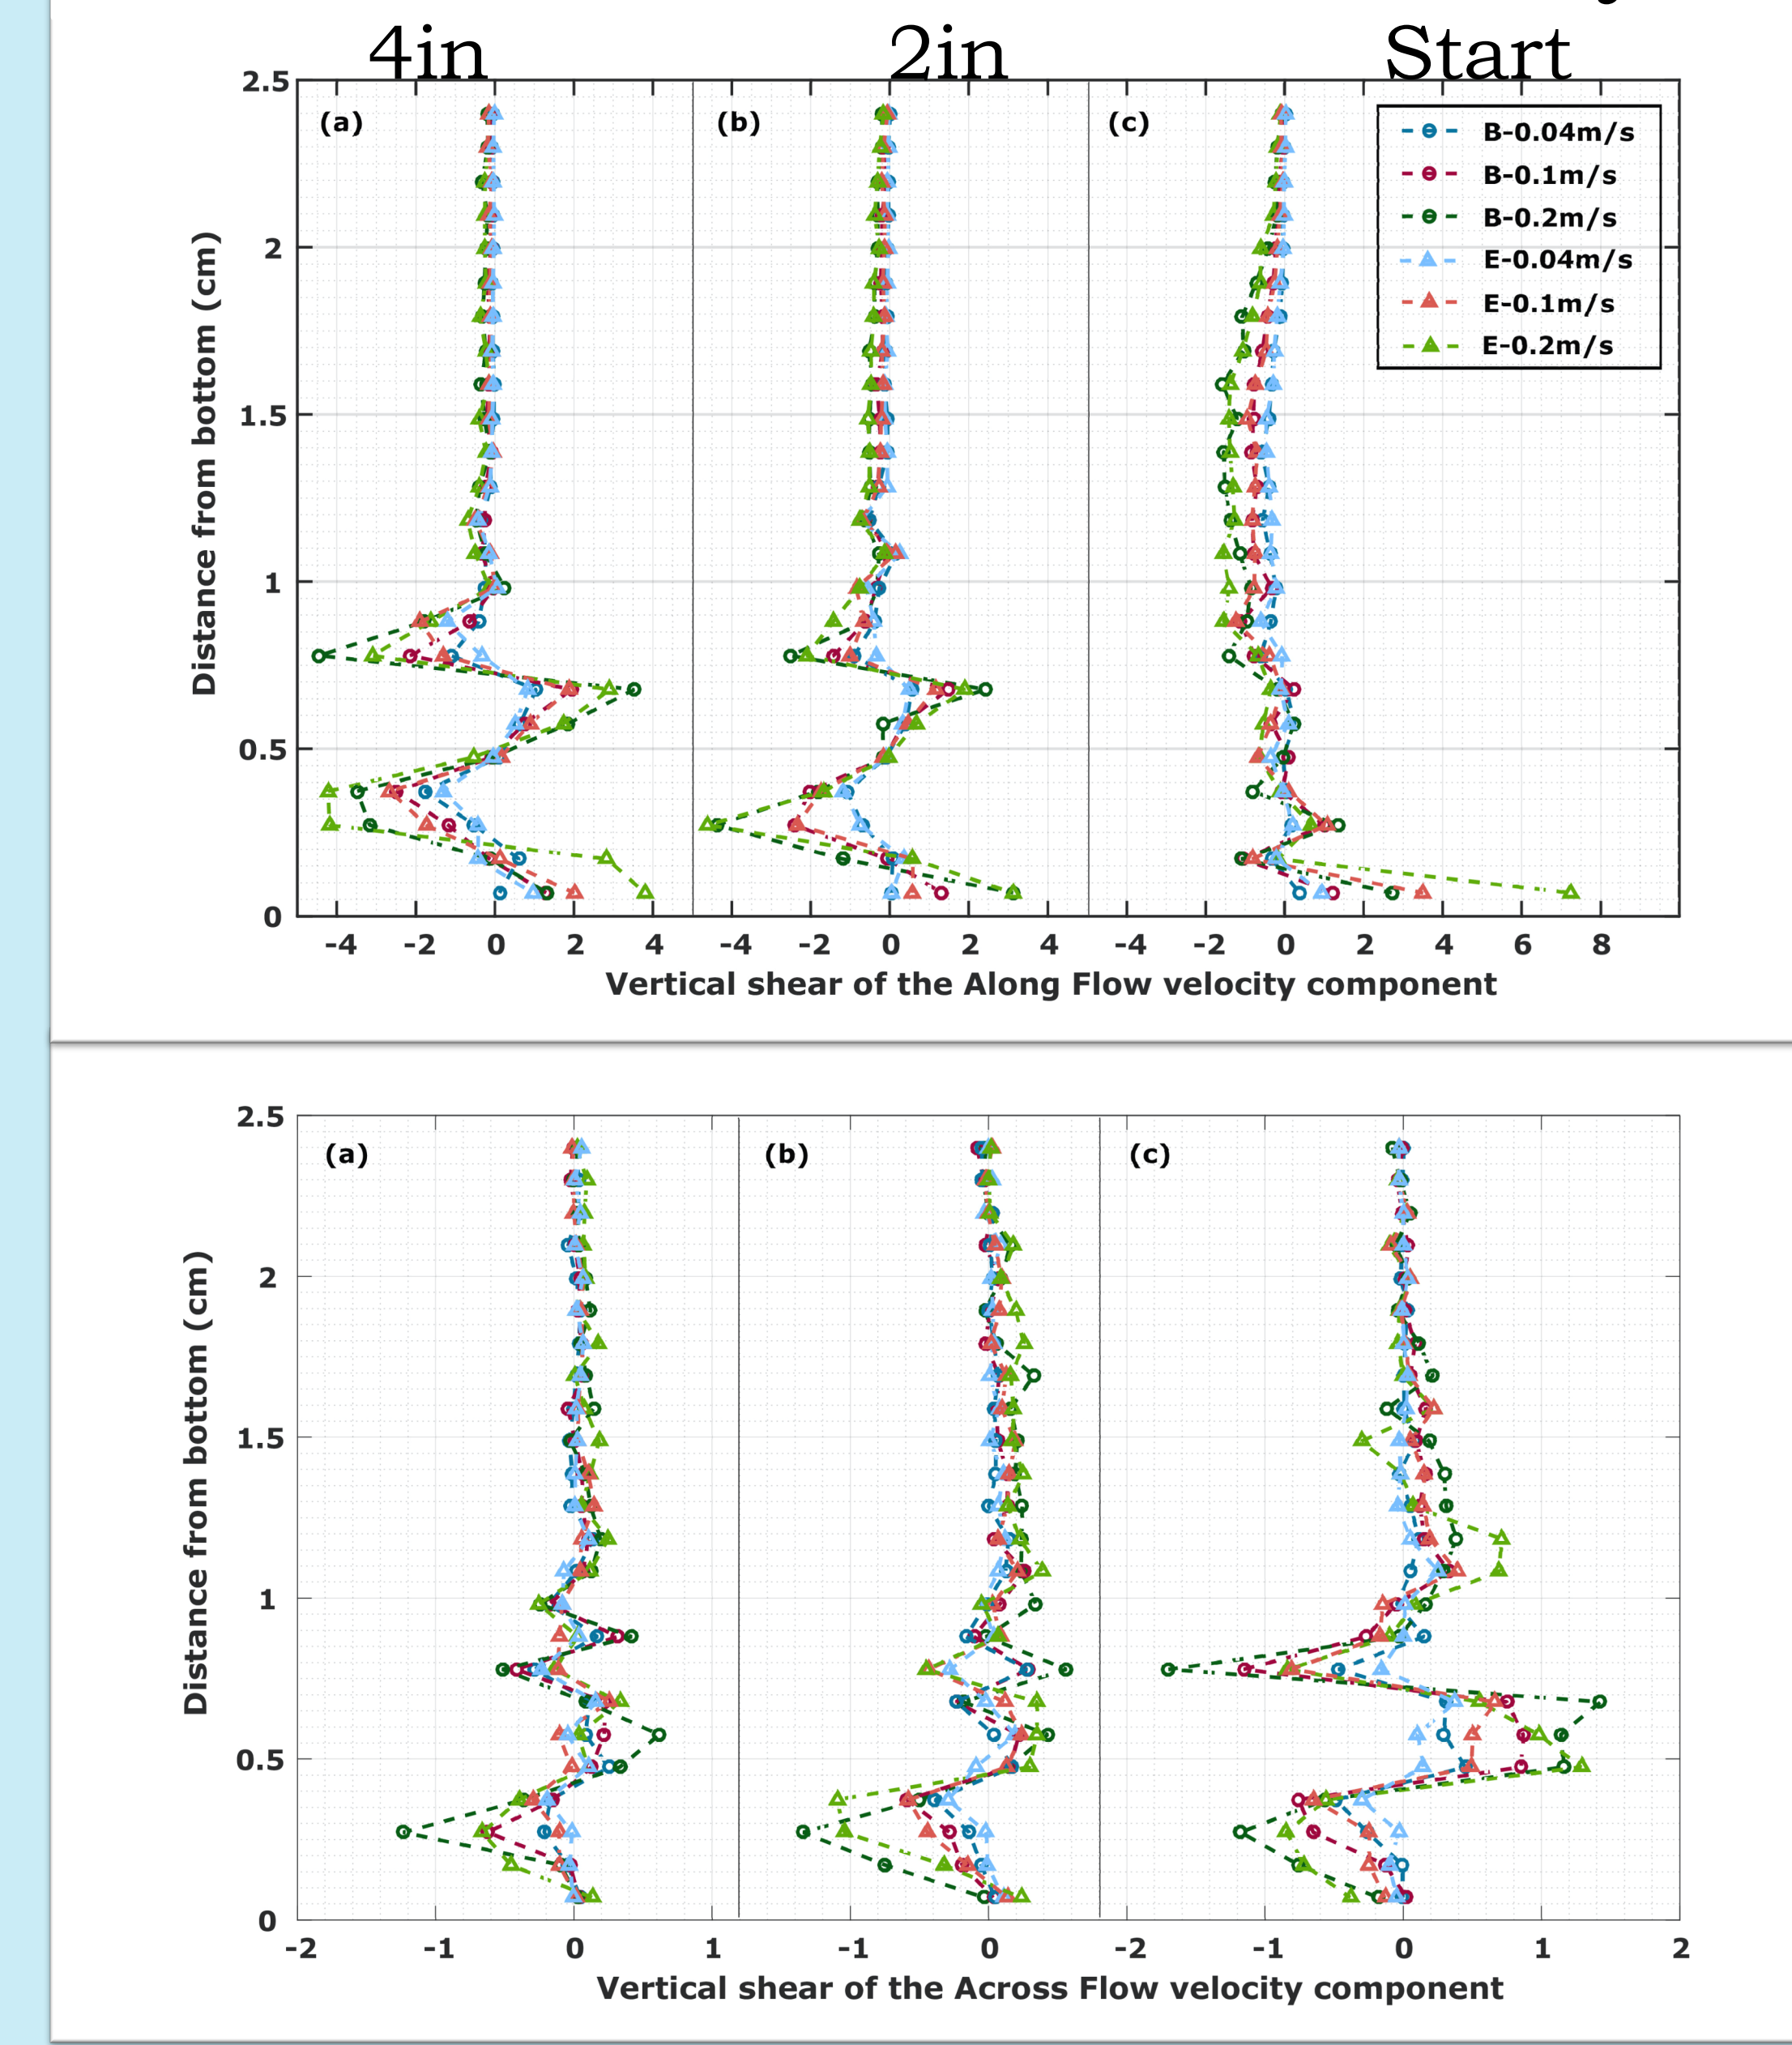 4in 2in Start
2.5
(a) (b) (c)
B-0.04m/s
B-0.1m/s
B-0.2m/s
E-0.04m/s
E-0.1m/s
E-0.2m/s
2
1.5
1
0.5
0
Distance from bottom (cm)
-4 -2 0 2 4 -4 -2 0 2 4 -4 -2 0 2 4 6 8
Vertical shear of the Along Flow velocity component
2.5
(a) (b) (c)
2
1.5
1
0.5
0
Distance from bottom (cm)
-2 -1 0 1 -1 0 -2 -1 0 1 2
Vertical shear of the Across Flow velocity component